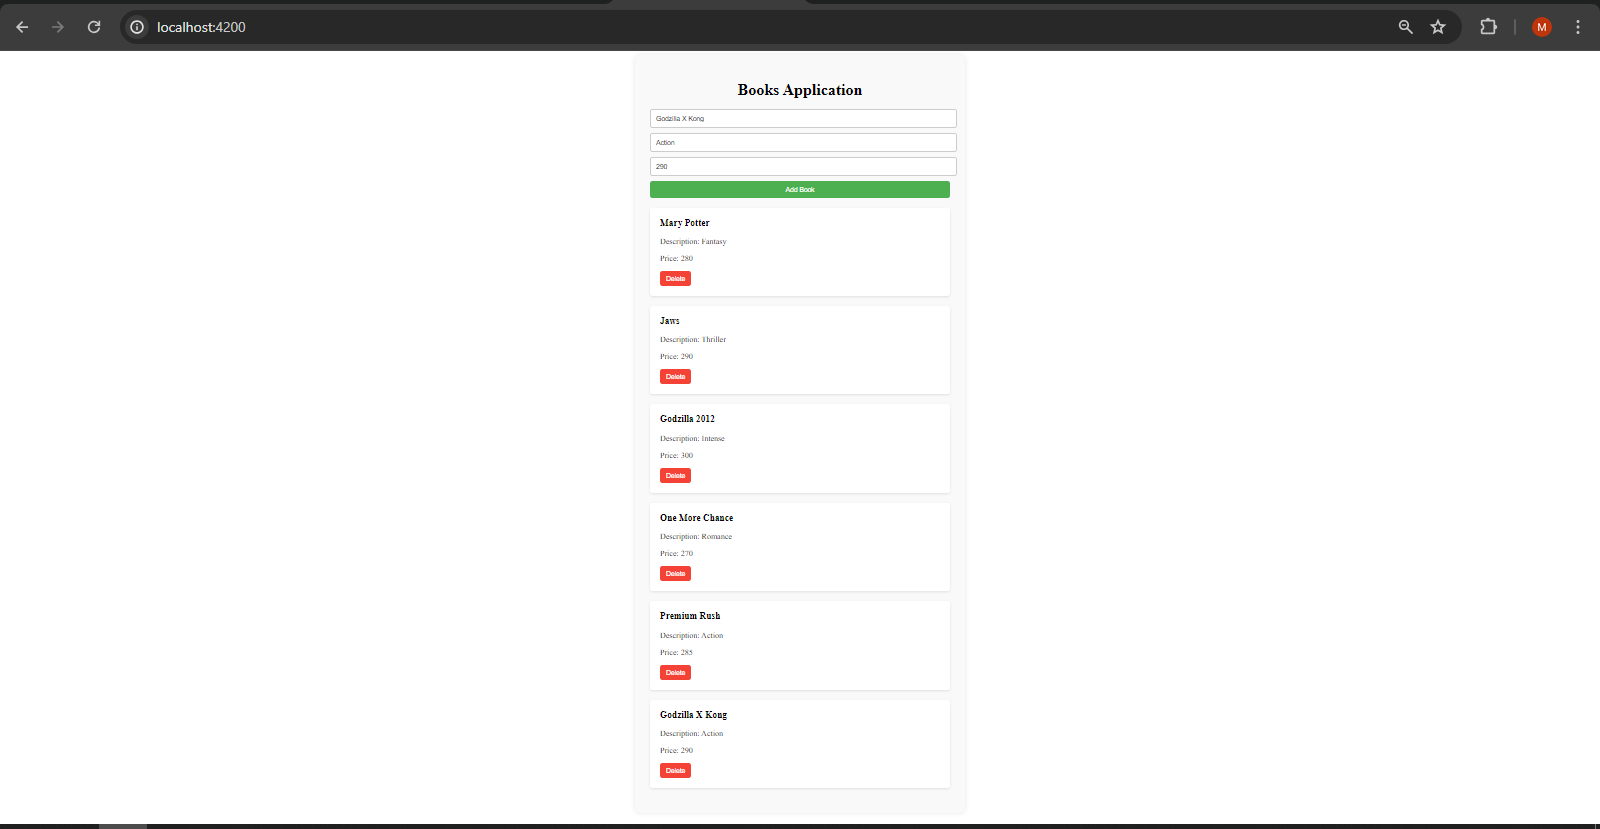 localhost:4200
M
Books Application
Godzilla X Kong
Action
290
Add Book
Mary Potter
Description: Fantasy
Price: 280
Delete
Jaws
Description: Thriller
Price: 290
Delete
Godzilla 2012
Description: Intense
Price: 300
Delete
One More Chance
Description: Romance
Price: 270
Delete
Premium Rush
Description: Action
Price: 285
Delete
Godzilla X Kong
Description: Action
Price: 290
Delete